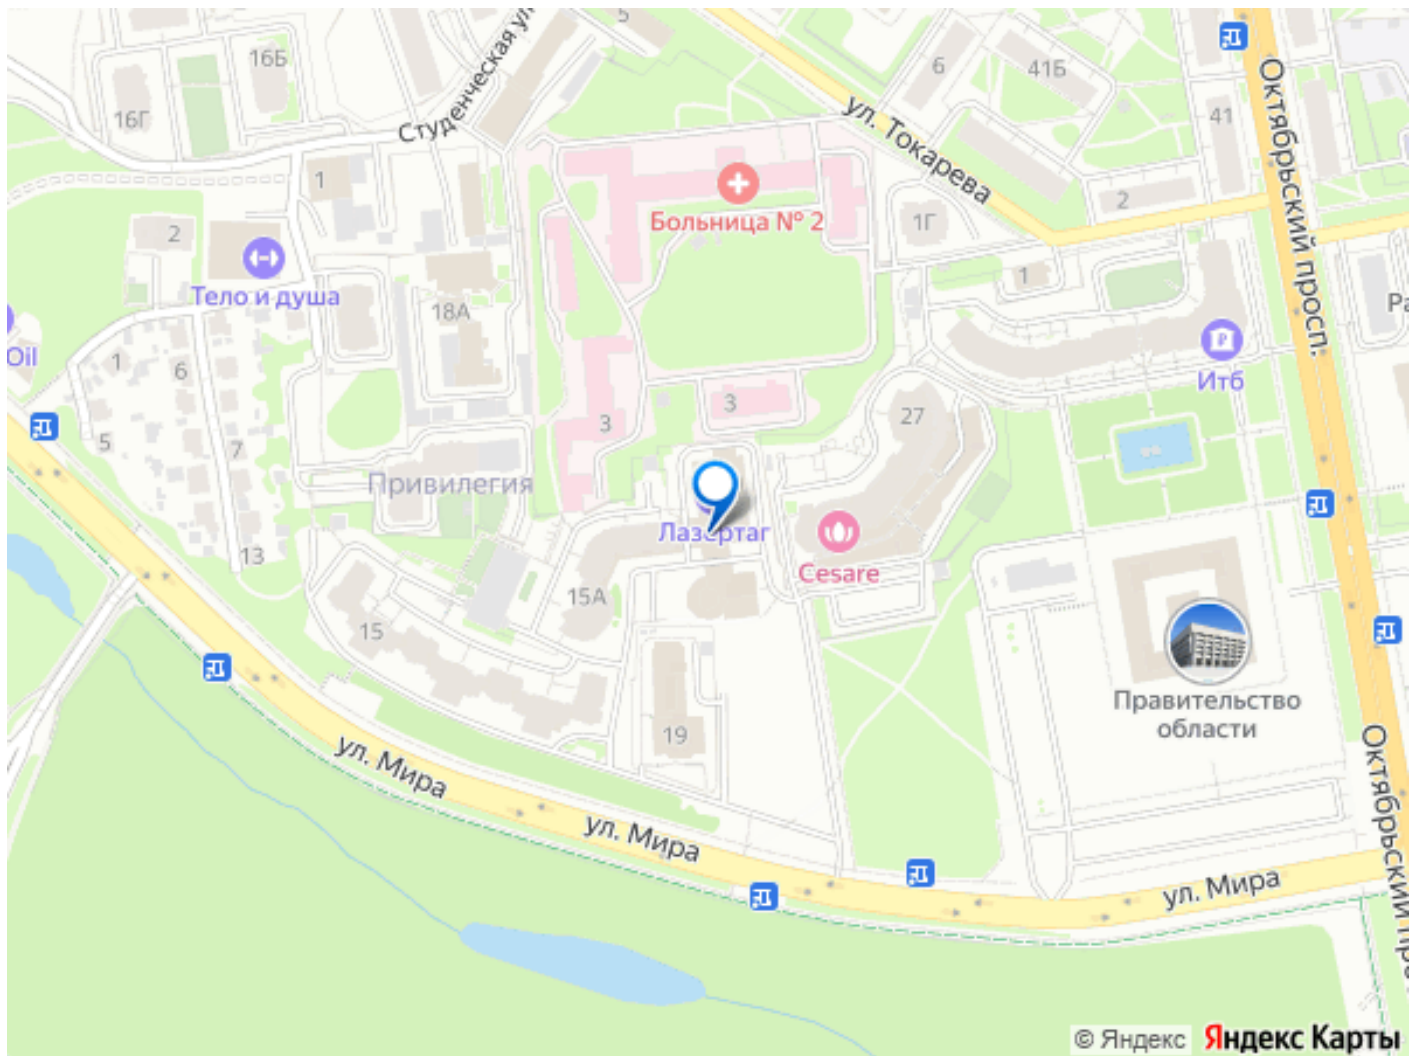 5
16Б
16Г
Студенческая ул.
6
41Б
41
ул. Токарева
Октябрьский просп.
1
Больница № 2
2
1Г
2
1
Тело и душа
18А
Ра
Oil
1
6
Итб
3
3
27
5
7
Привилегия
Лазертаг
13
Cesare
15А
15
Правительство
области
19
ул. Мира
ул. Мира
ул. Мира
© Яндекс Яндекс Карты